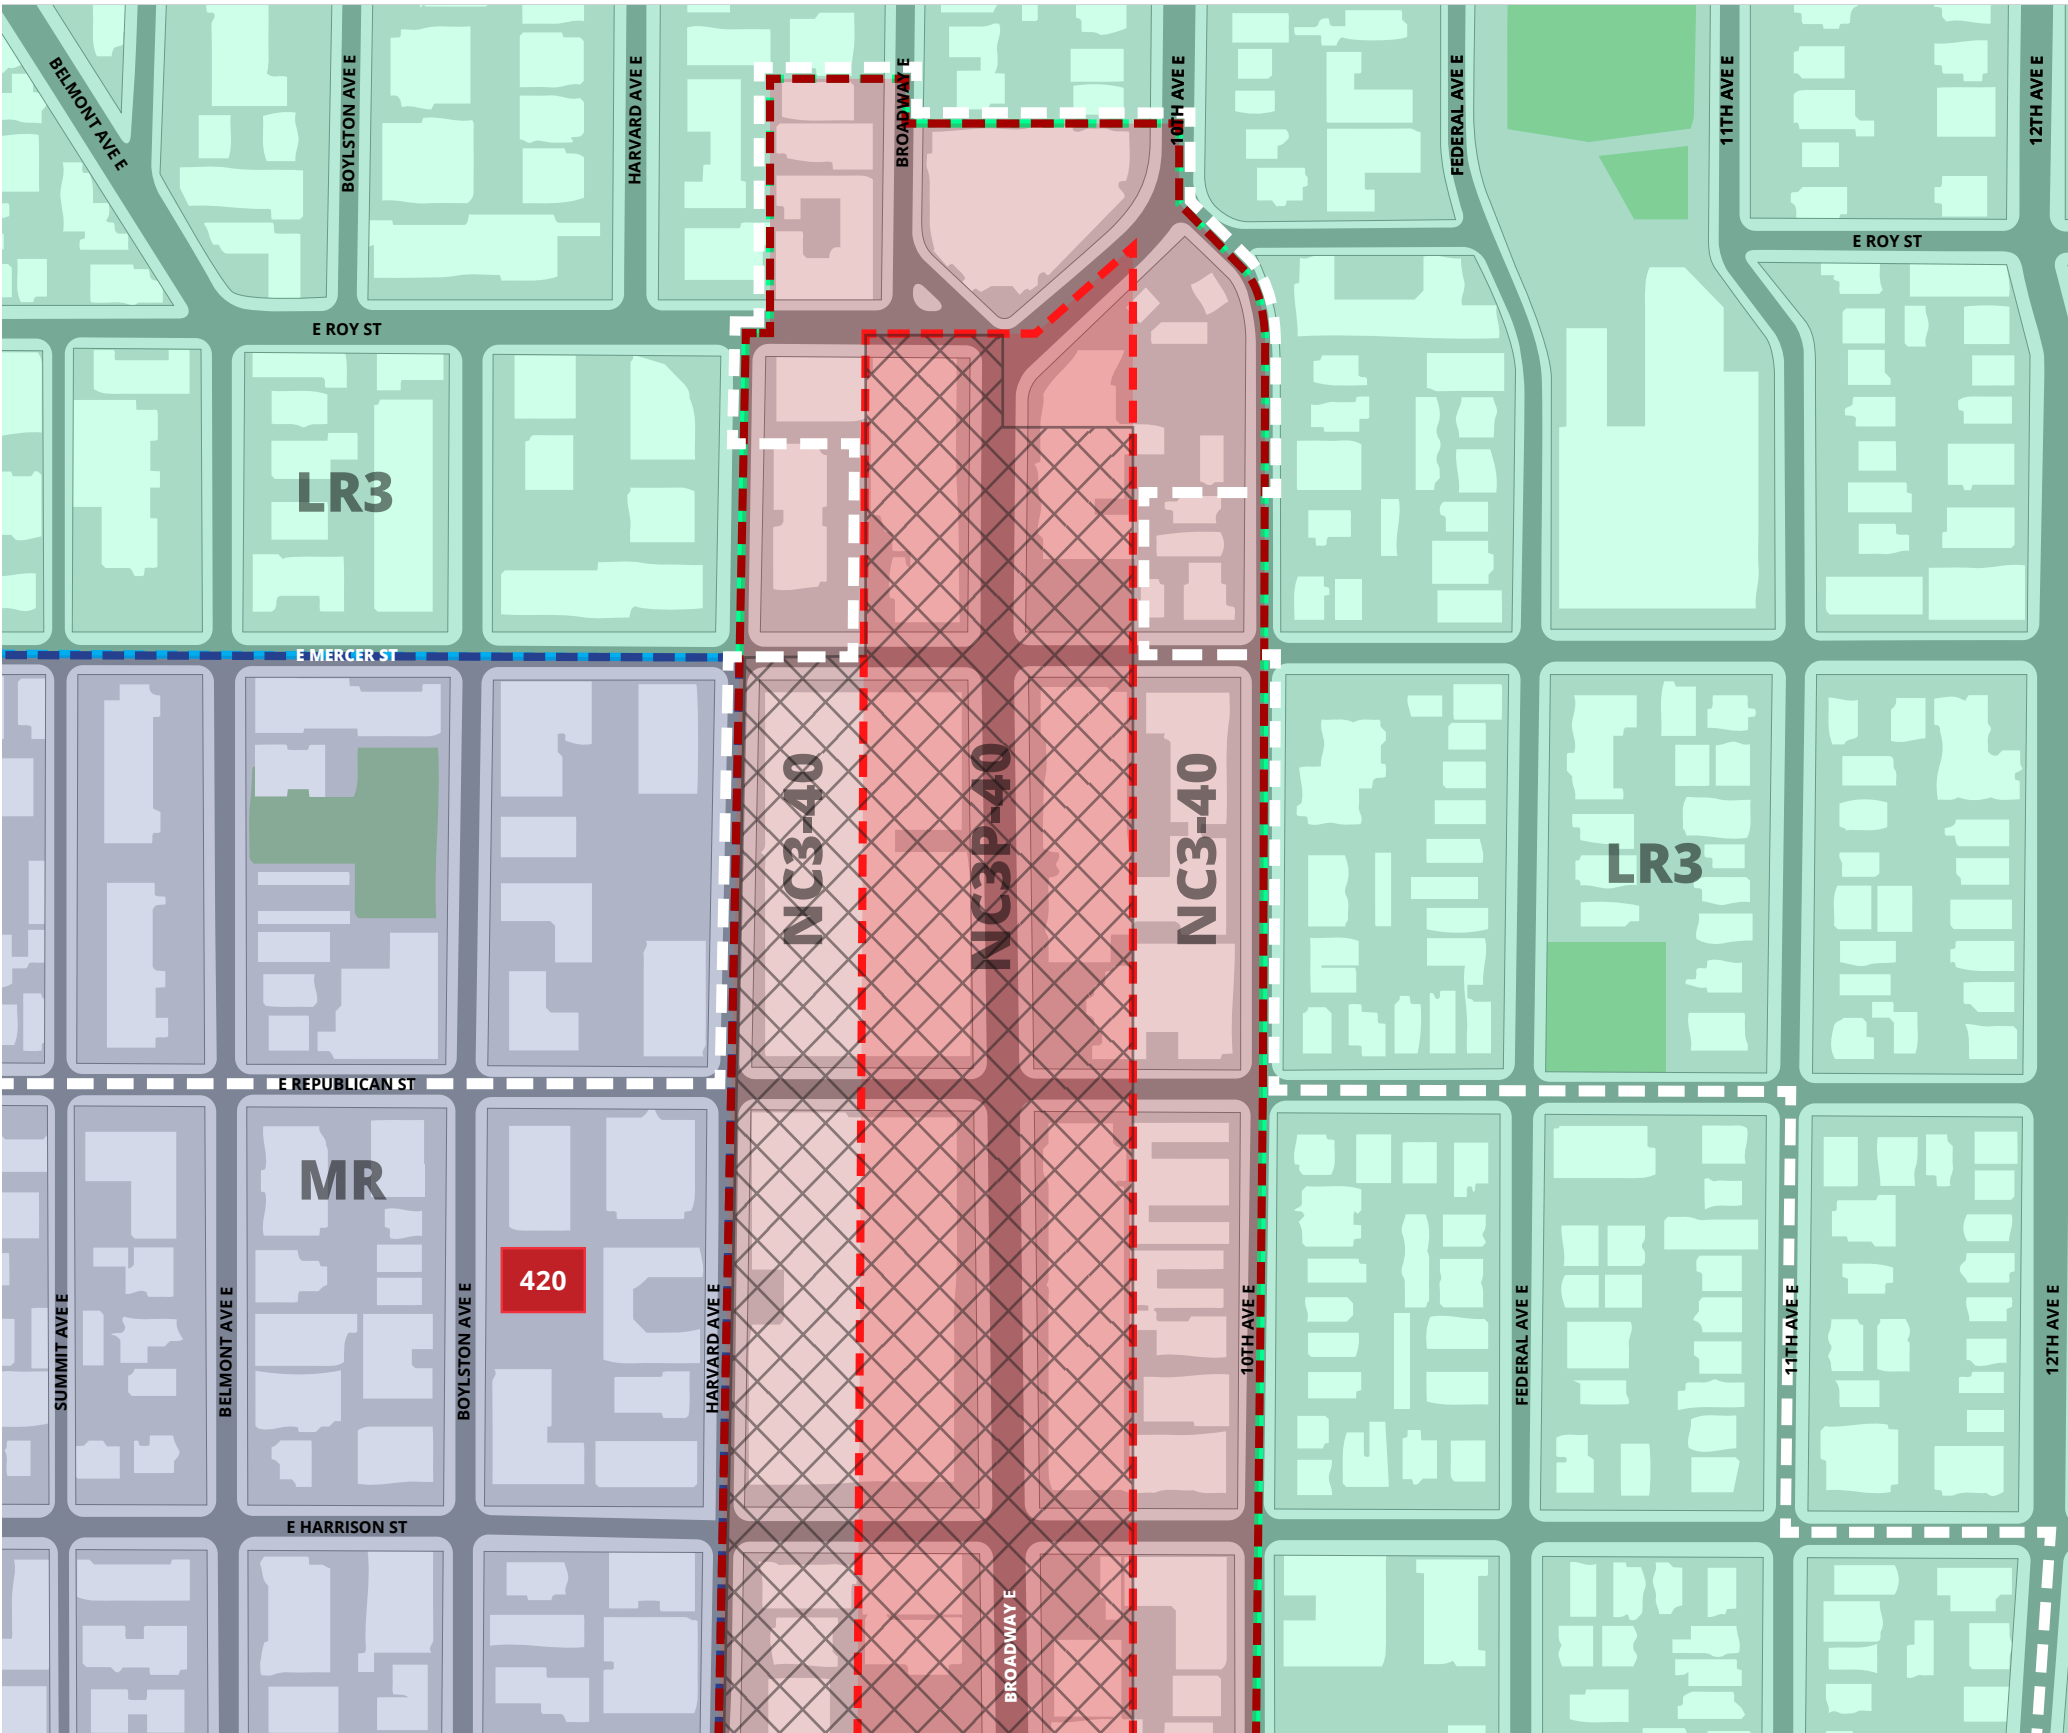 BELMONT AVE E
BOYLSTON AVE E
HARVARD AVE E
BROADWAY E
10TH AVE E
FEDERAL AVE E
11TH AVE E
12TH AVE E
E ROY ST
E ROY ST
LR3
E MERCER ST
NC3-40
NC3P-40
NC3-40
LR3
E REPUBLICAN ST
MR
420
SUMMIT AVE E
BELMONT AVE E
BOYLSTON AVE E
HARVARD AVE E
10TH AVE E
FEDERAL AVE E
11TH AVE E
12TH AVE E
E HARRISON ST
BROADWAY E